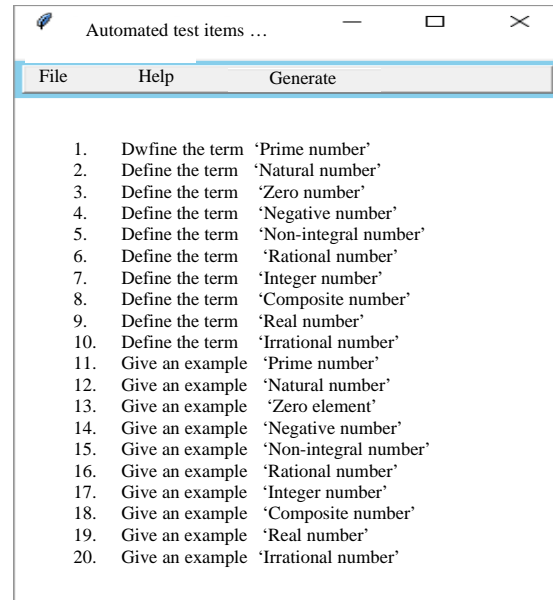 Automated test items …
File Help Generate
1. Dwfine the term ‘Prime number’
2. Define the term ‘Natural number’
3. Define the term ‘Zero number’
4. Define the term ‘Negative number’
5. Define the term ‘Non-integral number’
6. Define the term ‘Rational number’
7. Define the term ‘Integer number’
8. Define the term ‘Composite number’
9. Define the term ‘Real number’
10. Define the term ‘Irrational number’
11. Give an example ‘Prime number’
12. Give an example ‘Natural number’
13. Give an example ‘Zero element’
14. Give an example ‘Negative number’
15. Give an example ‘Non-integral number’
16. Give an example ‘Rational number’
17. Give an example ‘Integer number’
18. Give an example ‘Composite number’
19. Give an example ‘Real number’
20. Give an example ‘Irrational number’